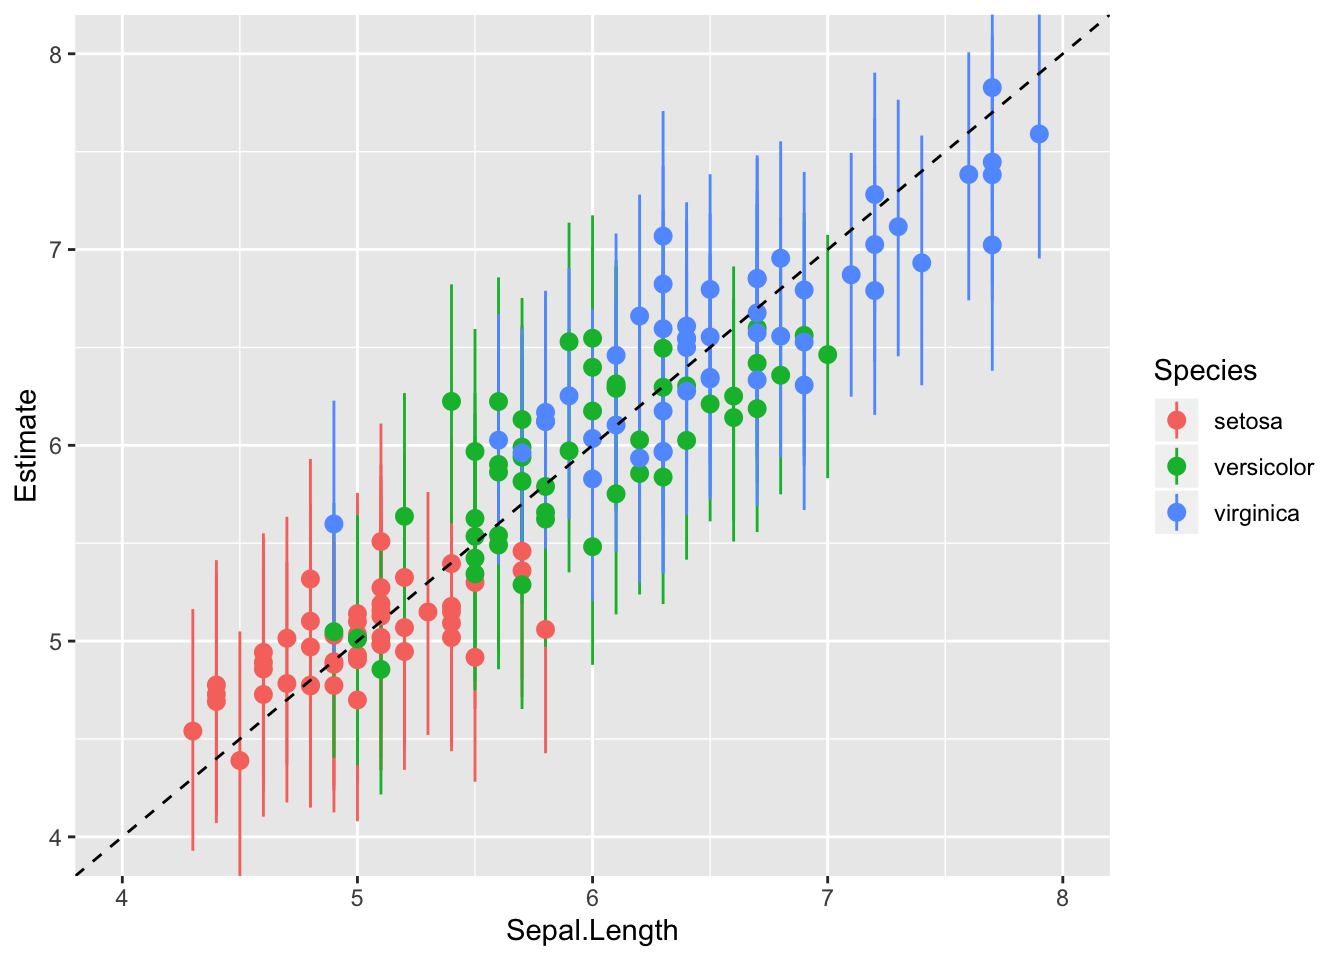 8
7
6
5
4
Estimate
4 5 6 7 8
Sepal.Length
Species
setosa
versicolor
virginica